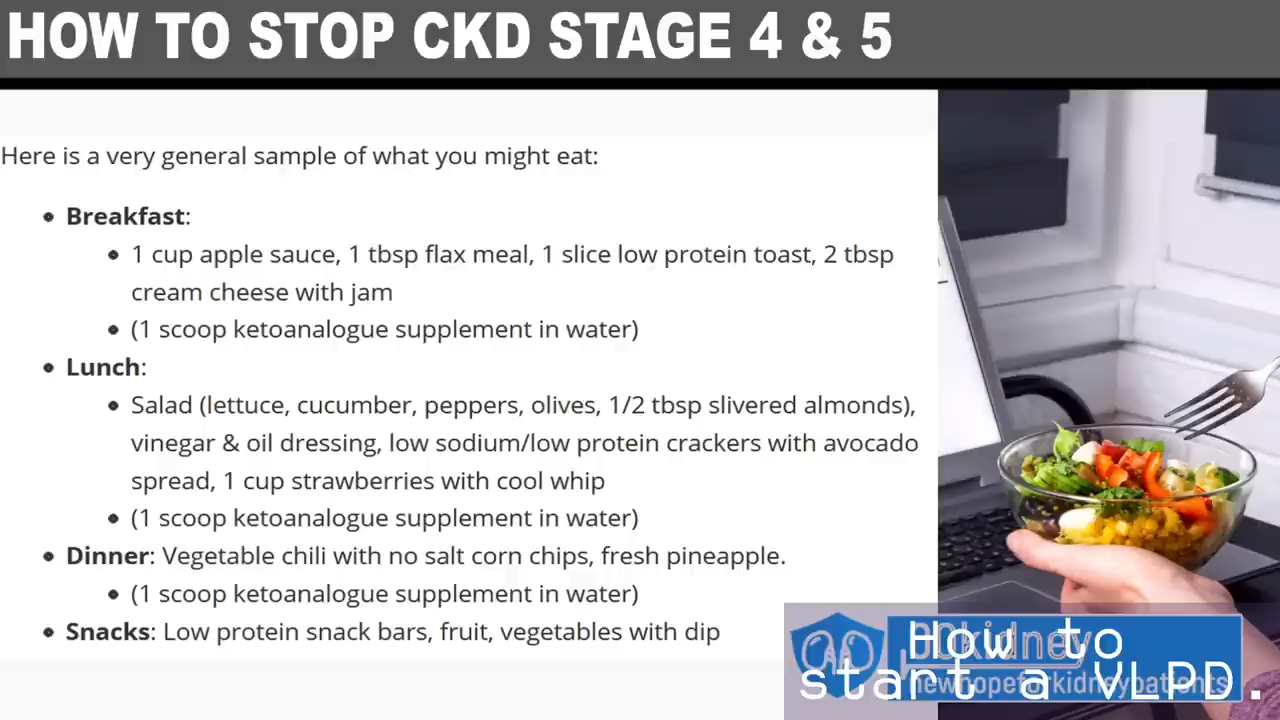 HOW TO STOP CKD STAGE 4 & 5
Here is a very general sample of what you might eat:
• Breakfast:
• 1 cup apple sauce, 1 tbsp flax meal, 1 slice low protein toast, 2 tbsp
cream cheese with jam
• (1 scoop ketoanalogue supplement in water)
• Lunch:
• Salad (lettuce, cucumber, peppers, olives, 1/2 tbsp slivered almonds),
vinegar & oil dressing, low sodium/low protein crackers with avocado
spread, 1 cup strawberries with cool whip
• (1 scoop ketoanalogue supplement in water)
• Dinner: Vegetable chili with no salt corn chips, fresh pineapple.
• (1 scoop ketoanalogue supplement in water)
• Snacks: Low protein snack bars, fruit, vegetables with dip
How to
start a VLPD.
newhopeforkidneypatients